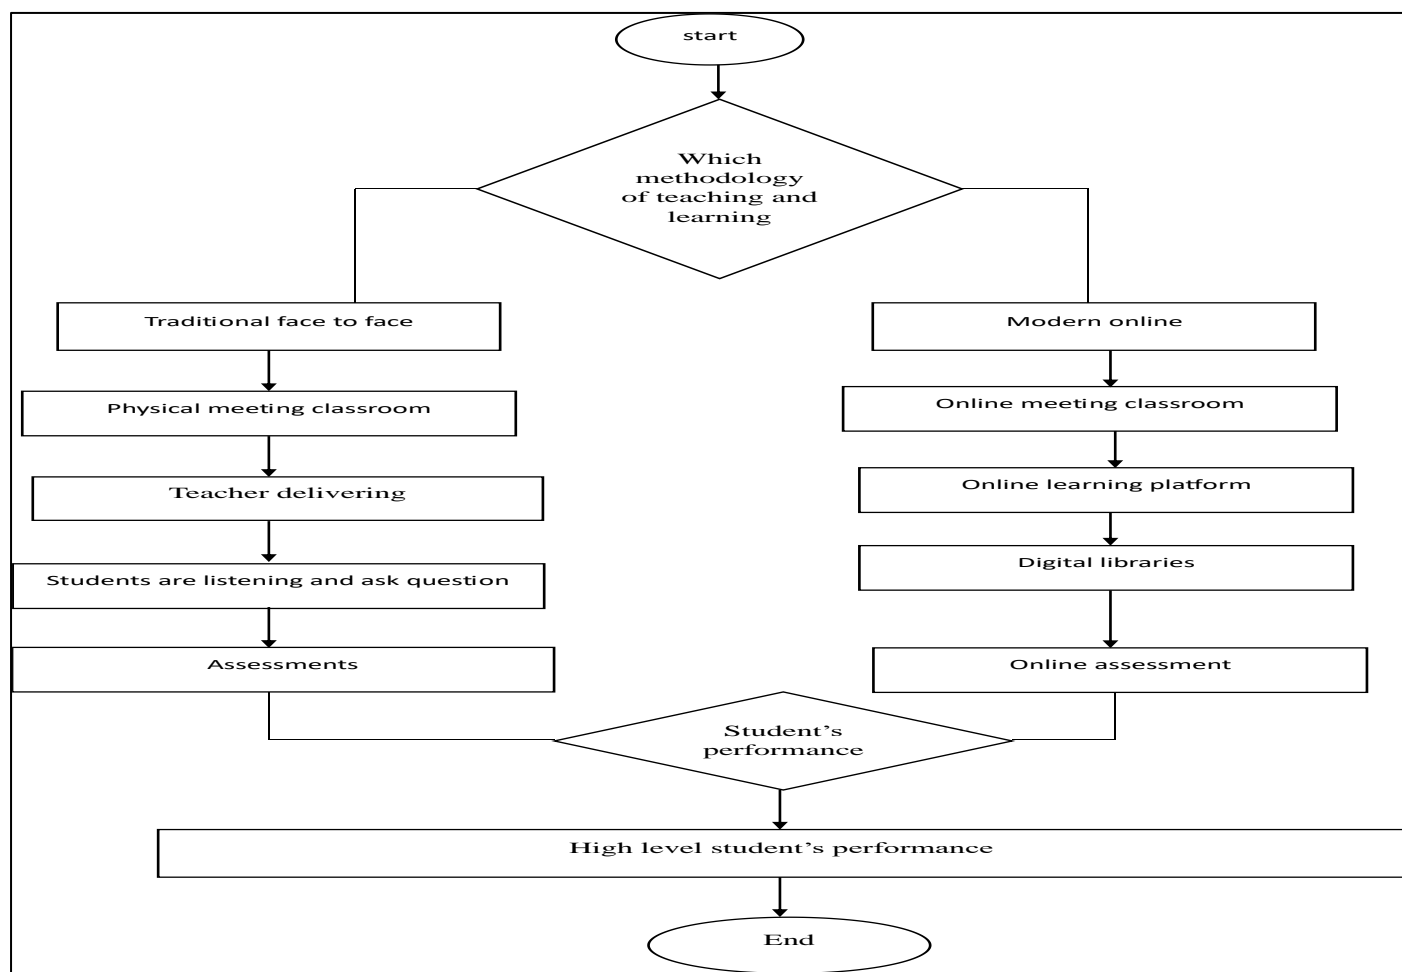 start
Which
methodology
of teaching and
learning
Traditional face to face
Physical meeting classroom
Teacher delivering
Students are listening and ask question
Assessments
Modern online
Online meeting classroom
Online learning platform
Digital libraries
Online assessment
Student’s
performance
High level student’s performance
End